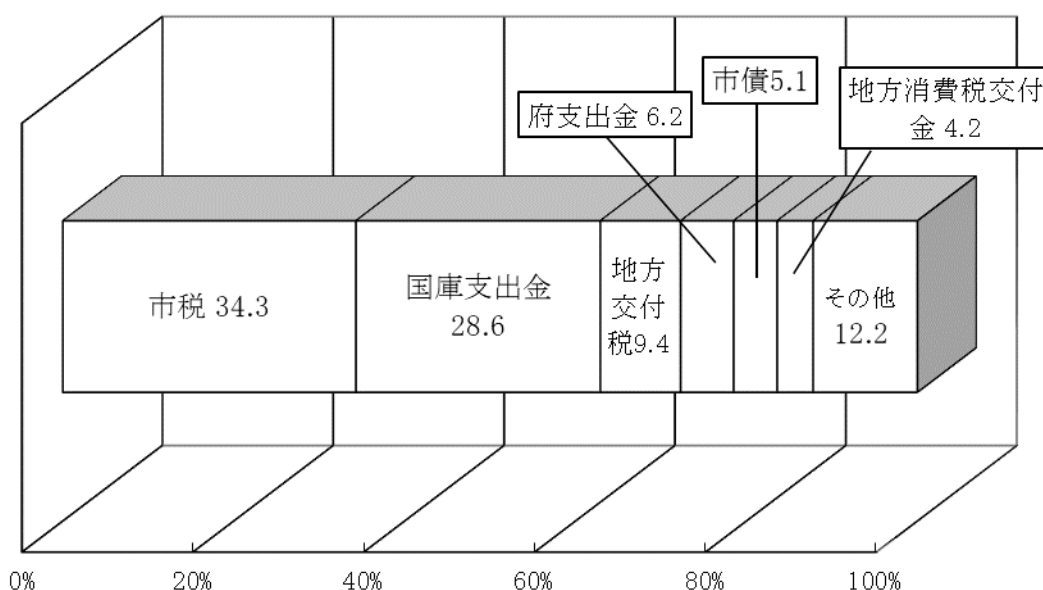 市債5.1
府支出金 6.2
地方消費税交付
金 4.2
市税 34.3
国庫支出金
28.6
地方
交付
税9.4
その他
12.2
0%
20%
40%
60%
80%
100%